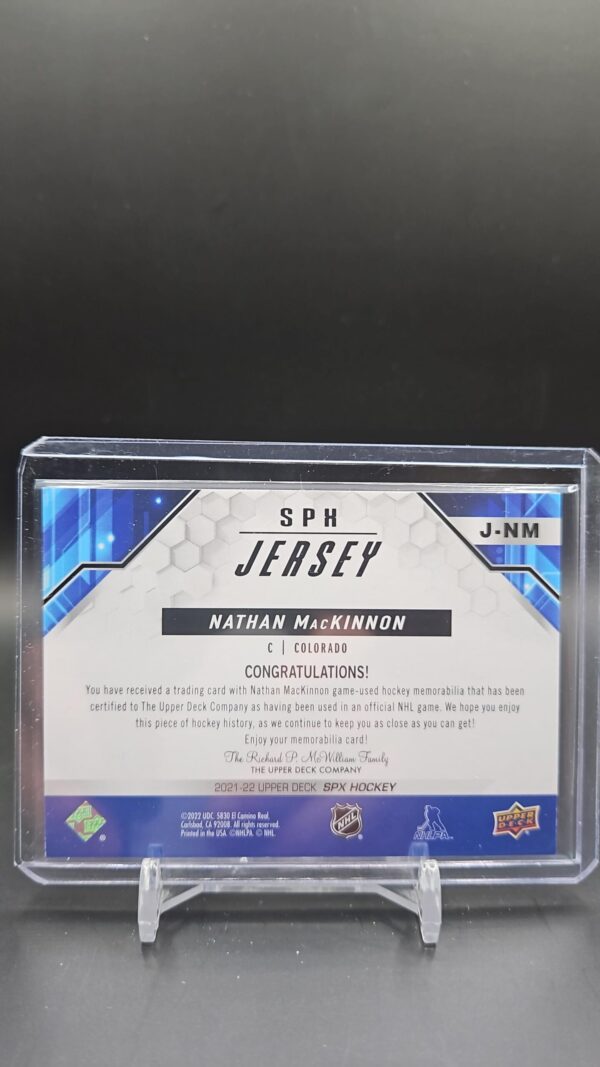 SPX
J-NM
JERSEY
NATHAN MacKINNON
C | COLORADO
CONGRATULATIONS!
You have received a trading card with Nathan MacKinnon game-used hockey memorabilia that has been
certified to The Upper Deck Company as having been used in an official NHL game. We hope you enjoy
this piece of hockey history, as we continue to keep you as close as you can get!
Enjoy your memorabilia card!
The Richard P. McWilliam Family
THE UPPER DECK COMPANY
2021-22 UPPER DECK SPX HOCKEY
©2022 UDC. 5830 El Camino Real,
Carlsbad, CA 92008. All rights reserved.
Printed in the USA. ©NHLPA. © NHL.
®
NHL
NHLPA
UPPER
DECK